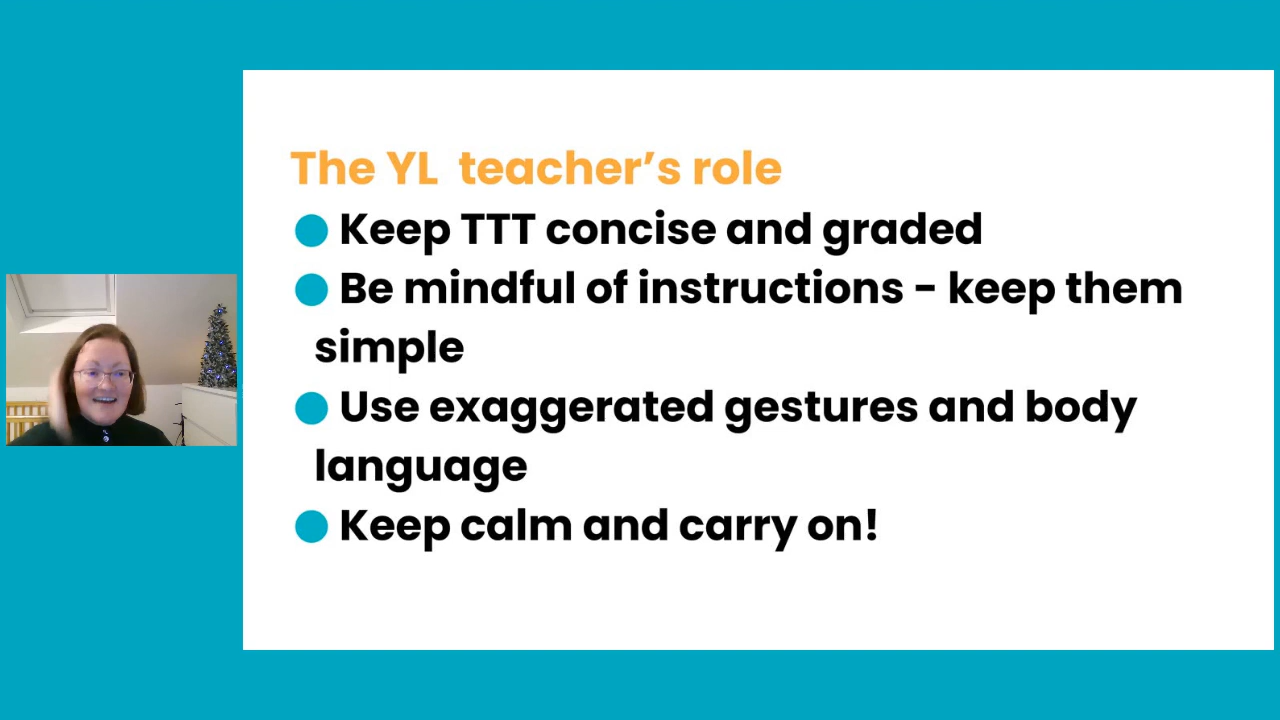 The YL teacher’s role
● Keep TTT concise and graded
● Be mindful of instructions - keep them
simple
● Use exaggerated gestures and body
language
● Keep calm and carry on!